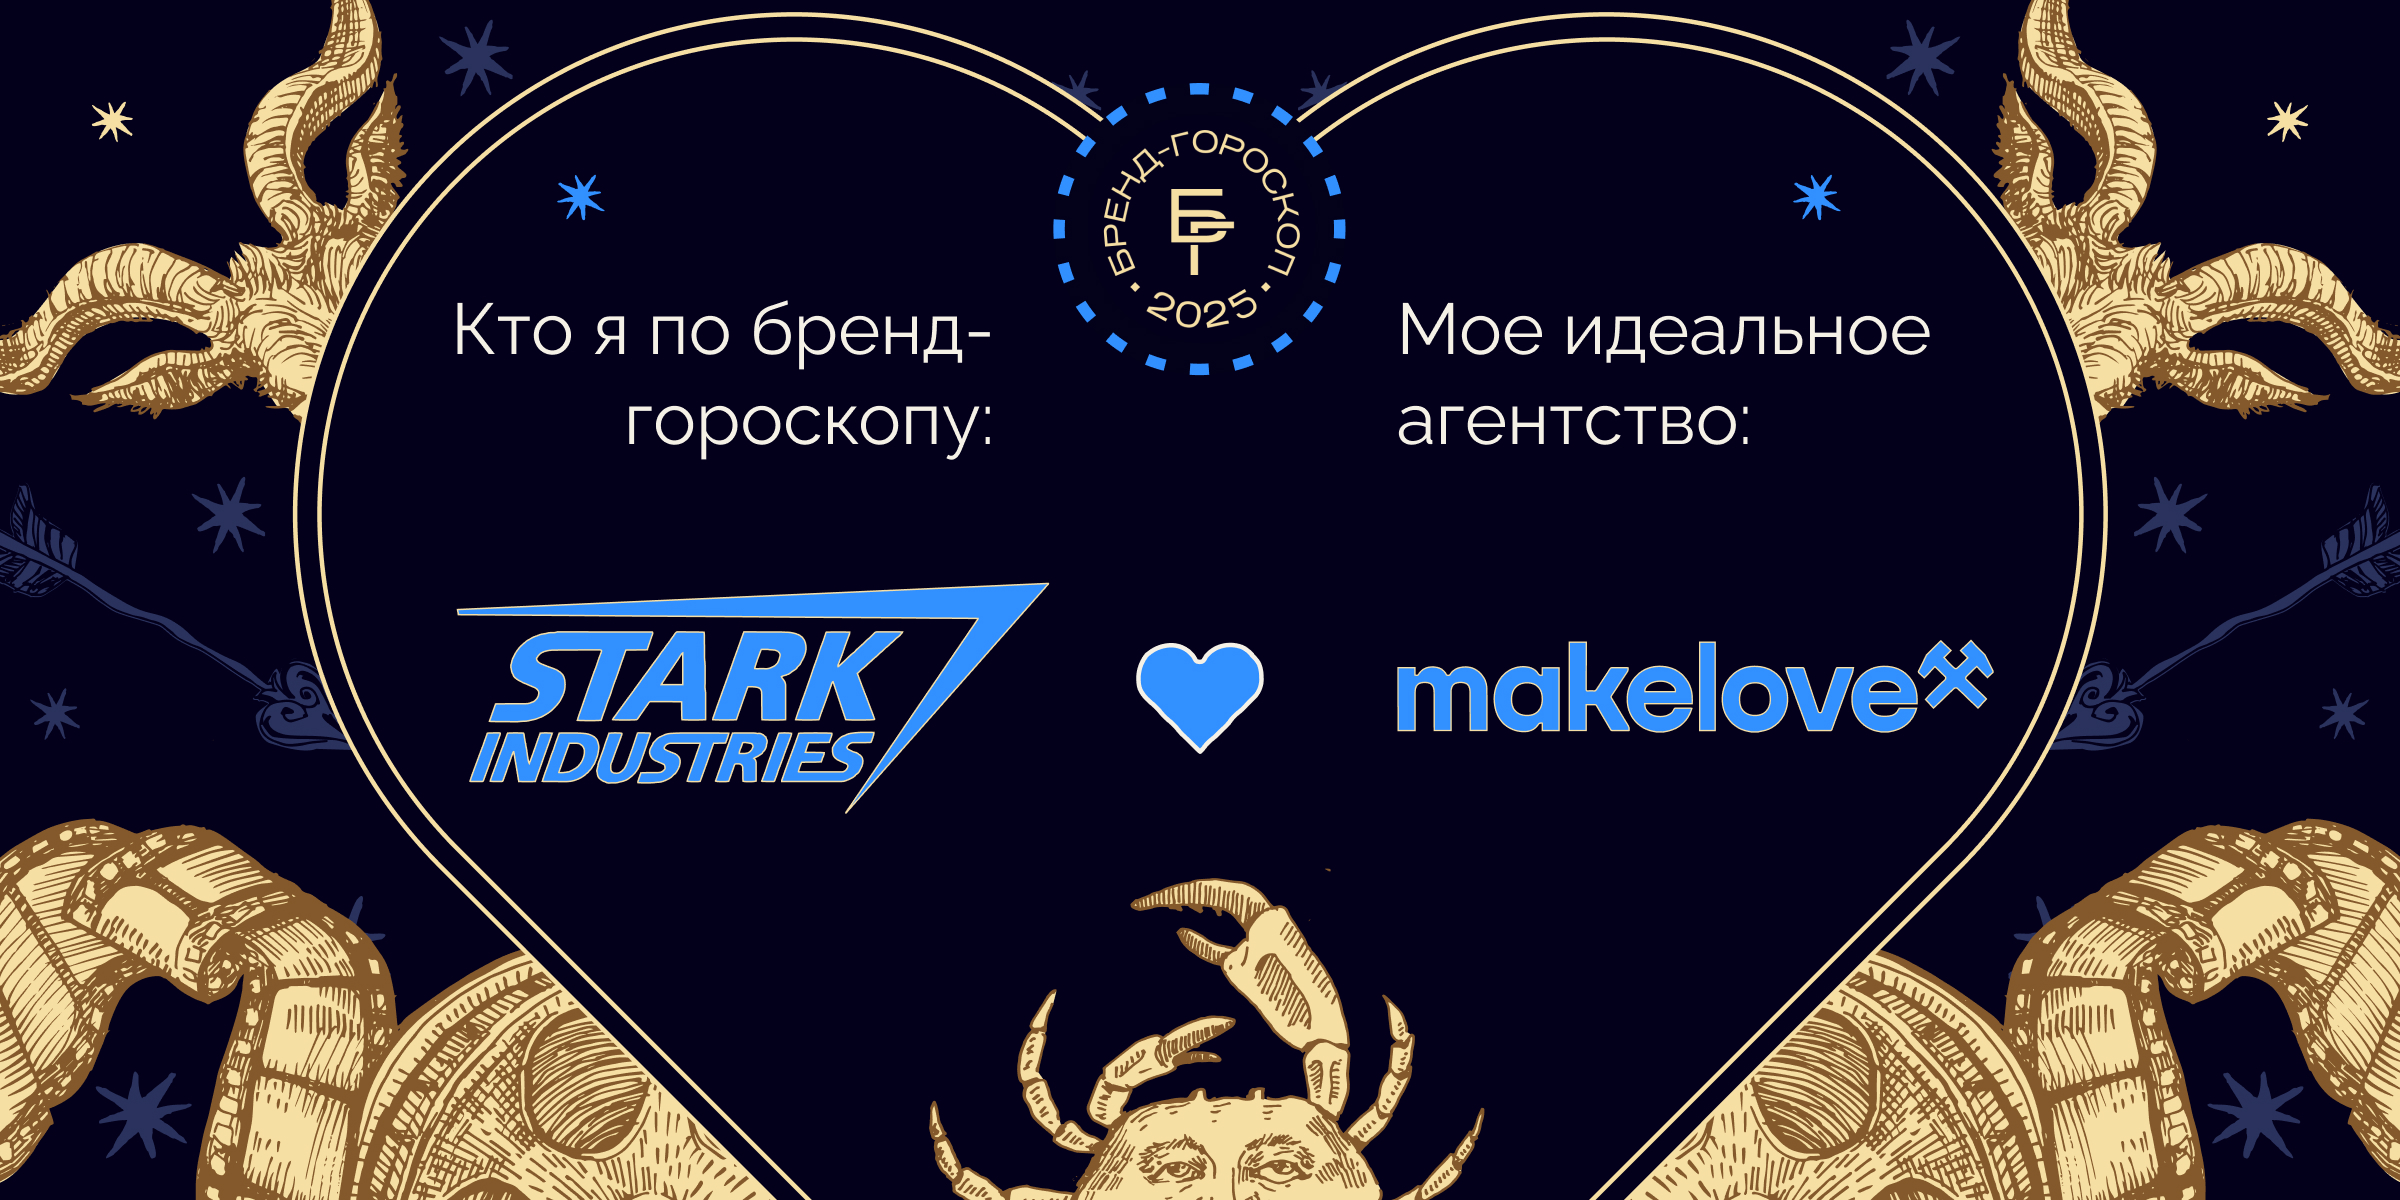 БРЕНД-ГОРОСКОП
БГ
• 2025 •
Кто я по бренд-
гороскопу:
Мое идеальное
агентство:
STARK
INDUSTRIES
makelove